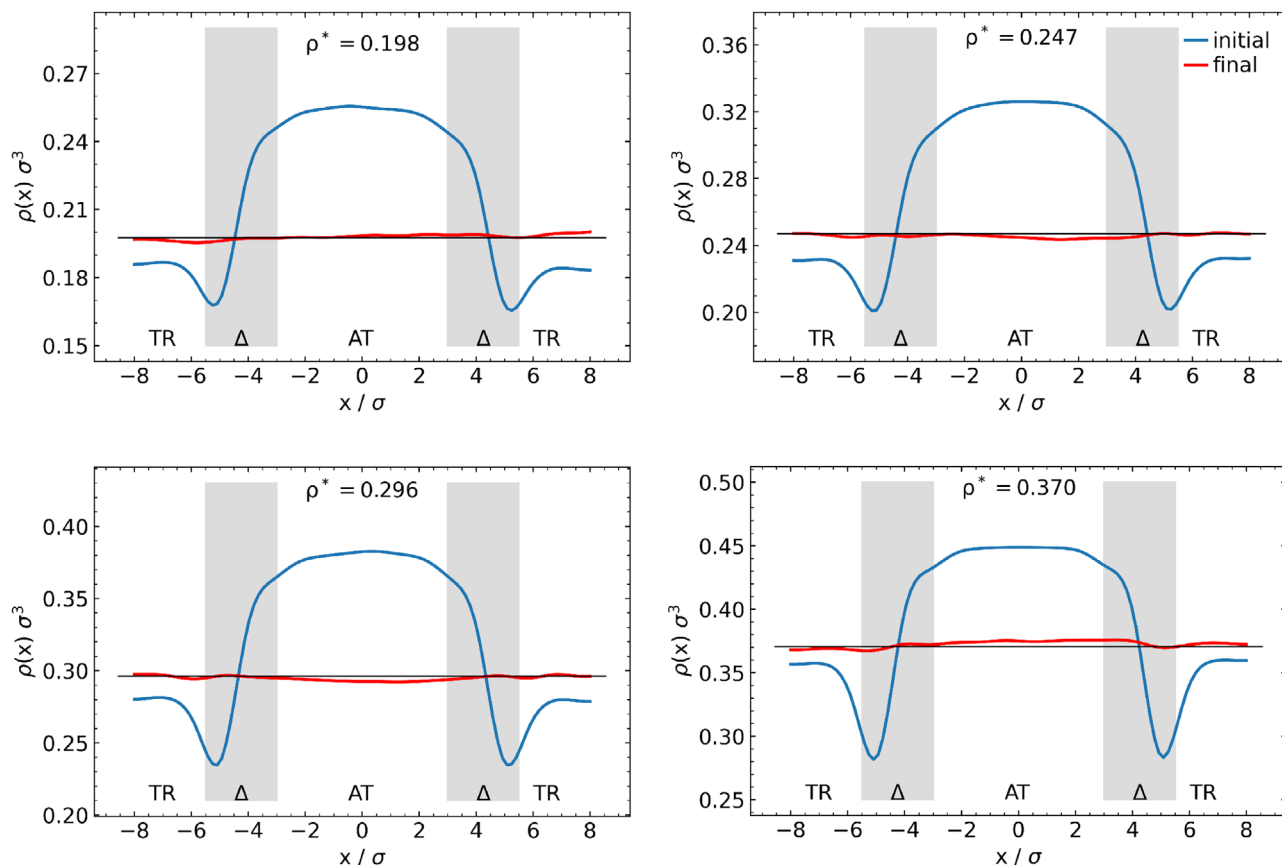 ρ* = 0.198
0.27
0.24
0.21
0.18
0.15
ρ(x) σ³
TR Δ AT Δ TR
−8 −6 −4 −2 0 2 4 6 8
x / σ
ρ* = 0.247
initial
final
0.36
0.32
0.28
0.24
0.20
ρ(x) σ³
TR Δ AT Δ TR
−8 −6 −4 −2 0 2 4 6 8
x / σ
ρ* = 0.296
0.40
0.35
0.30
0.25
0.20
ρ(x) σ³
TR Δ AT Δ TR
−8 −6 −4 −2 0 2 4 6 8
x / σ
ρ* = 0.370
0.50
0.45
0.40
0.35
0.30
0.25
ρ(x) σ³
TR Δ AT Δ TR
−8 −6 −4 −2 0 2 4 6 8
x / σ